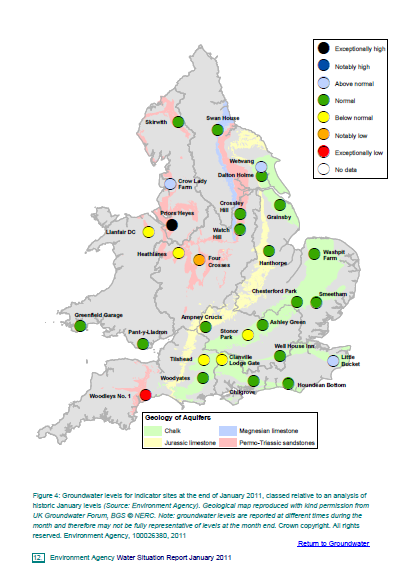 Exceptionally high
Notably high
Above normal
Normal
Below normal
Notably low
Exceptionally low
No data
Skirwith
Swan House
Wetwang
Dalton Holme
Crow Lady
Farm
Crossley
Hill
Grainsby
Priors Heyes
Llanfair DC
Watch
Hill
Heathlanes
Four
Crosses
Hanthorpe
Washpit
Farm
Chesterford Park
Smeetham
Greenfield Garage
Pant-y-Lladron
Ampney Crucis
Ashley Green
Stonor
Park
Tilshead
Clanville
Lodge Gate
Well House Inn
Little
Bucket
Woodyates
Woodleys No. 1
Chilgrove
Houndean Bottom
Geology of Aquifers
Chalk
Magnesian limestone
Jurassic limestone
Permo-Triassic sandstones
Figure 4: Groundwater levels for indicator sites at the end of January 2011, classed relative to an analysis of
historic January levels (Source: Environment Agency). Geological map reproduced with kind permission from
UK Groundwater Forum, BGS © NERC. Note: groundwater levels are reported at different times during the
month and therefore may not be fully representative of levels at the month end. Crown copyright. All rights
reserved. Environment Agency, 100026380, 2011
Return to Groundwater
12 Environment Agency Water Situation Report January 2011